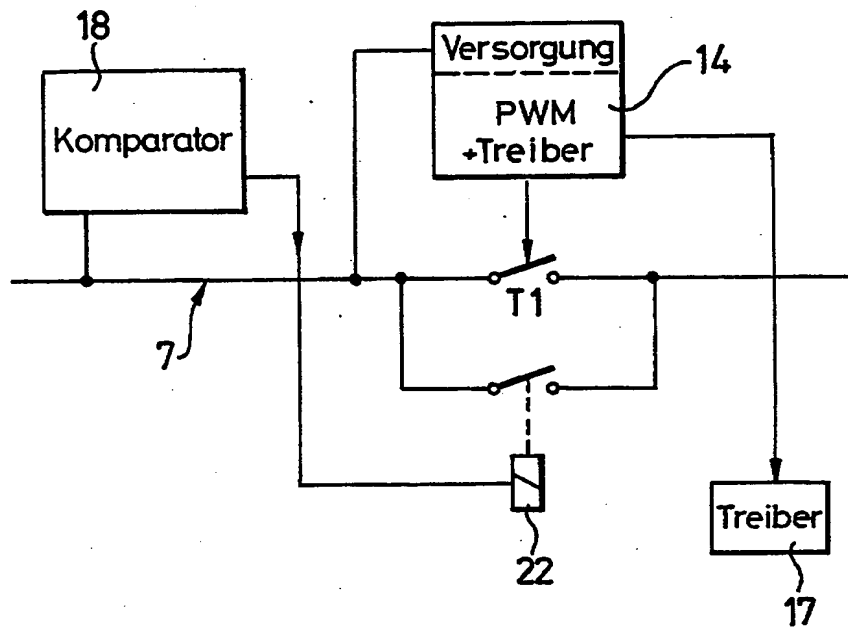 18
Komparator
Versorgung
PWM
+Treiber
14
T1
7
22
Treiber
17